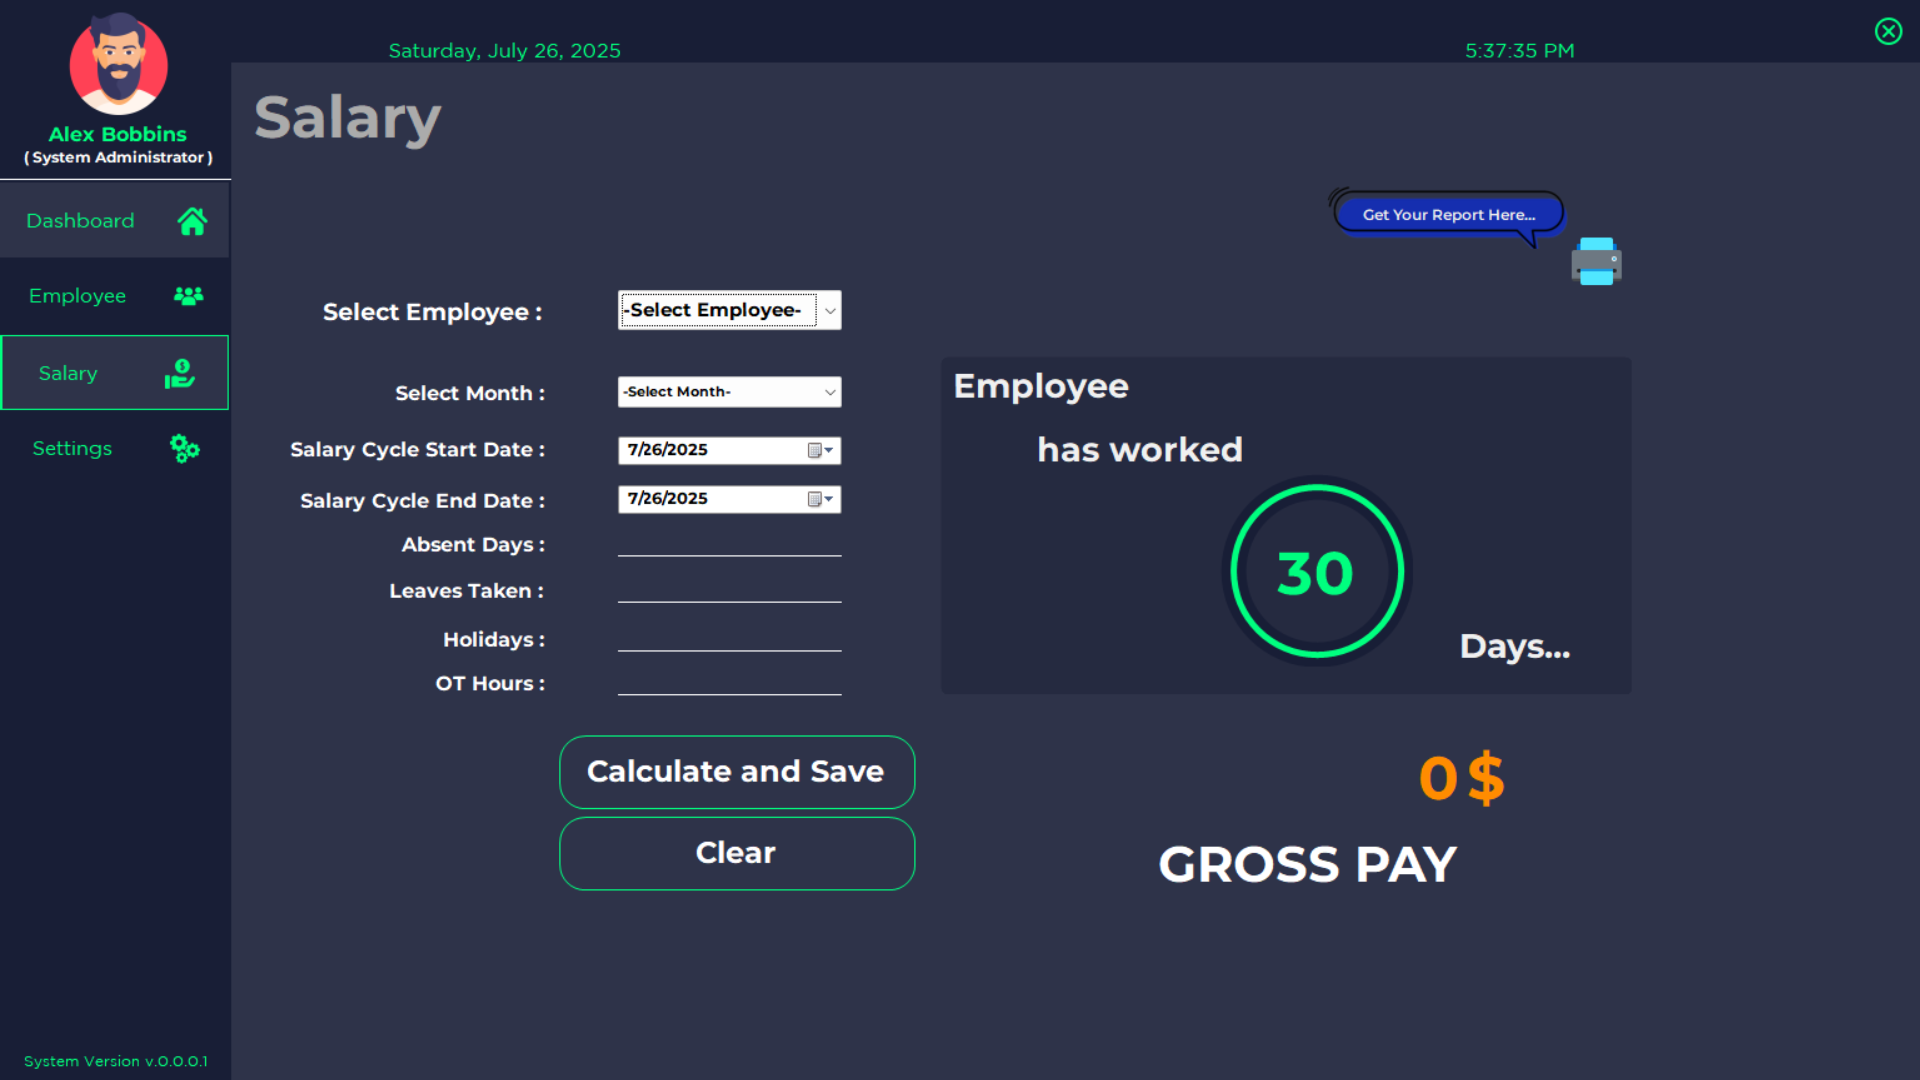 Saturday, July 26, 2025
5:37:35 PM
Alex Bobbins
( System Administrator )
Dashboard
Employee
Salary
Settings
System Version v.0.0.0.1
Salary
Get Your Report Here...
Select Employee :
-Select Employee-
Select Month :
-Select Month-
Salary Cycle Start Date :
7/26/2025
Salary Cycle End Date :
7/26/2025
Absent Days :
Leaves Taken :
Holidays :
OT Hours :
Calculate and Save
Clear
Employee
has worked
30
Days...
0 $
GROSS PAY